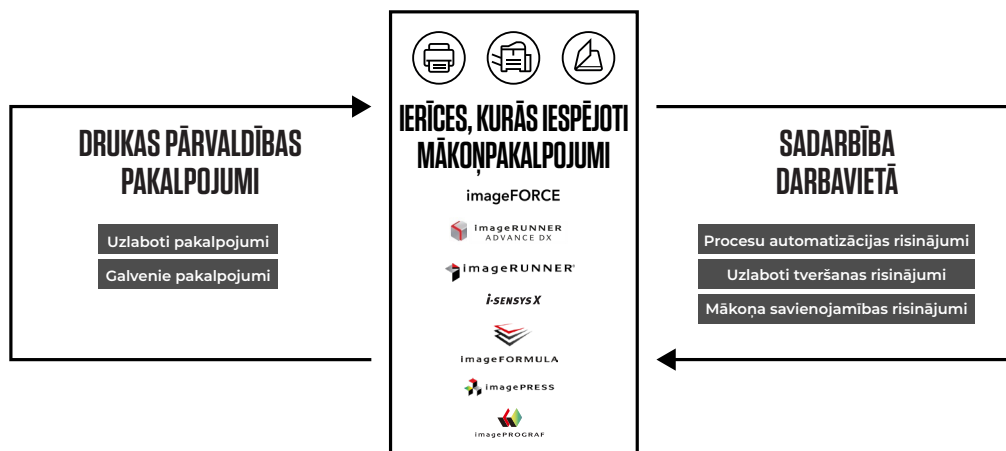 DRUKAS PĀRVALDĪBAS
PAKALPOJUMI
Uzlaboti pakalpojumi
Galvenie pakalpojumi
IERĪCES, KURĀS IESPĒJOTI
MĀKOŅPAKALPOJUMI
imageFORCE
imageRUNNER
ADVANCE DX
imageRUNNER
i-SENSYS X
imageFORMULA
imagePRESS
imagePROGRAF
SADARBĪBA
DARBAVIETĀ
Procesu automatizācijas risinājumi
Uzlaboti tveršanas risinājumi
Mākoņa savienojamības risinājumi